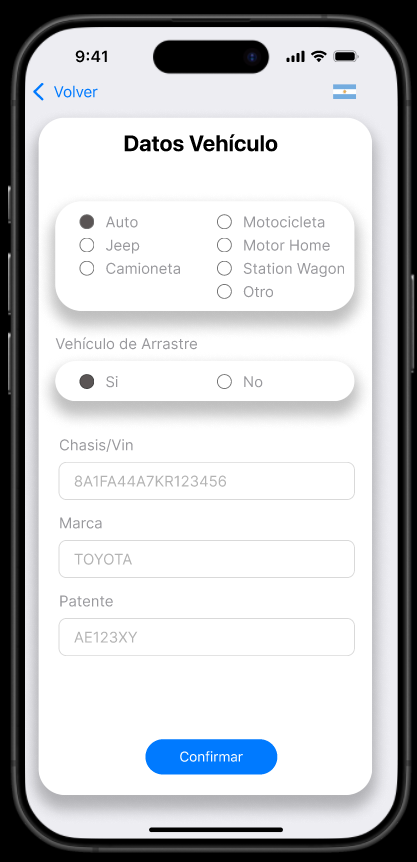 9:41
Volver
Datos Vehículo
Auto
Motocicleta
Jeep
Motor Home
Camioneta
Station Wagon
Otro
Vehículo de Arrastre
Si
No
Chasis/Vin
8A1FA44A7KR123456
Marca
TOYOTA
Patente
AE123XY
Confirmar